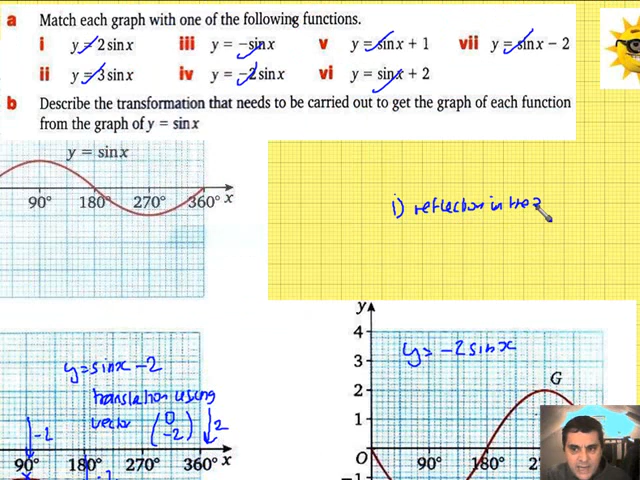 a Match each graph with one of the following functions.
i y = 2 sin x iii y = −sin x v y = sin x + 1 vii y = sin x − 2
ii y = 3 sin x iv y = −2 sin x vi y = sin x + 2
b Describe the transformation that needs to be carried out to get the graph of each function
from the graph of y = sin x
y = sin x
90° 180° 270° 360° x
i) reflection in the
y
4
3
2
1
O
−1
y = −2 sin x
G
90° 180°
y = sin x − 2
translation using
vector (0 −2)
2
−2
90° 180° 270° 360° x